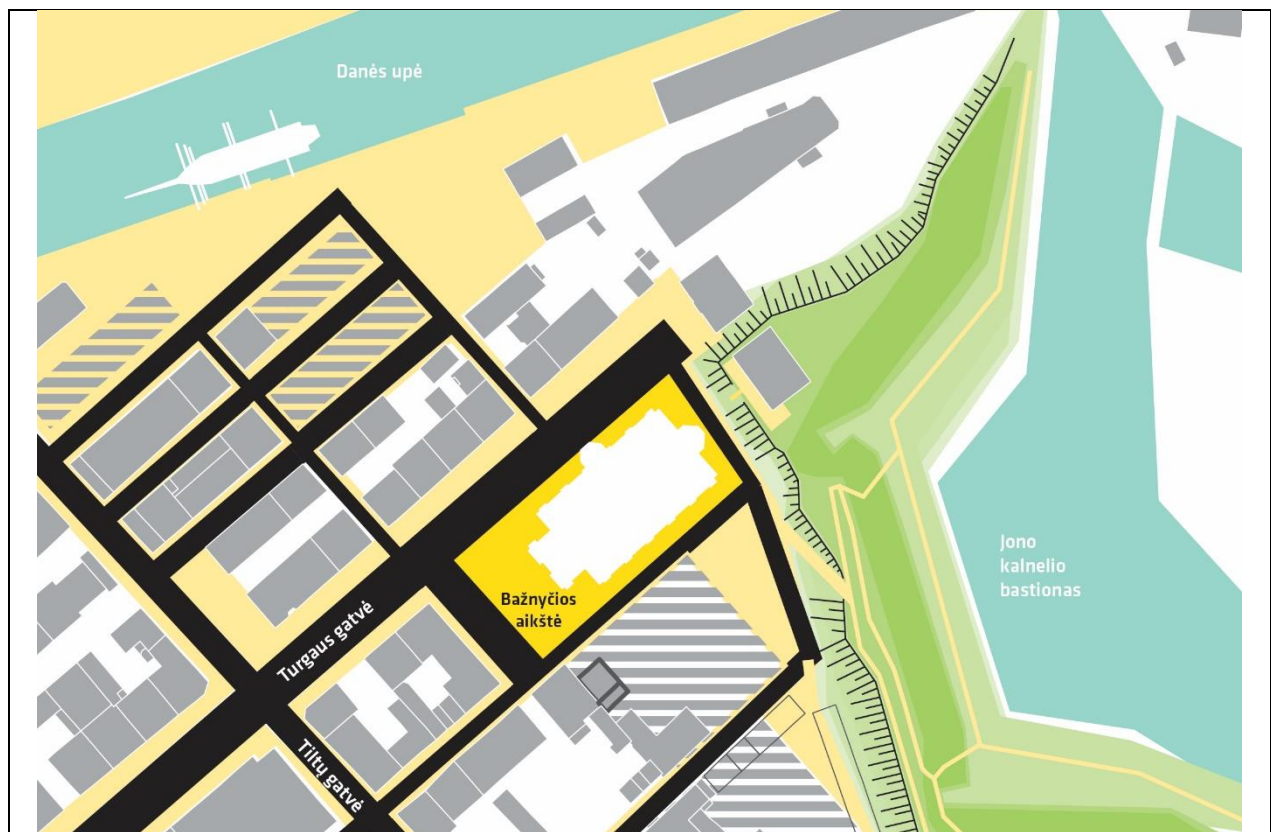 Danės upė
Jono
kalnelio
bastionas
Bažnyčios
aikštė
Turgaus gatvė
Tiltų gatvė